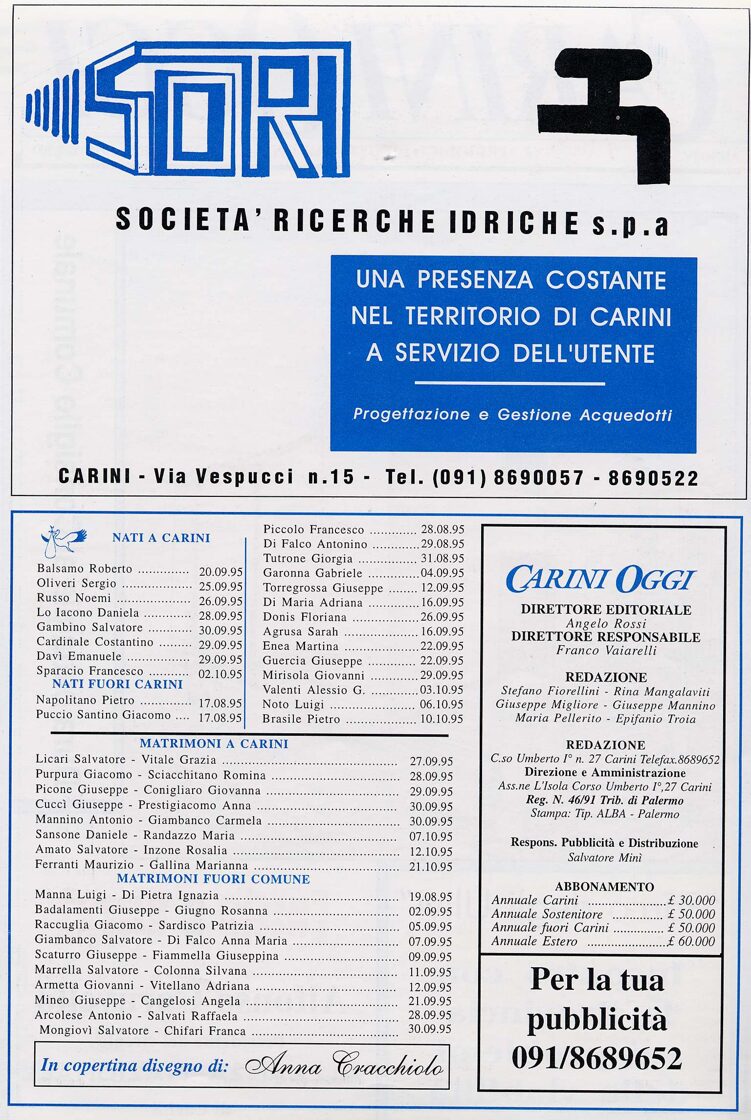 SORI
SOCIETA' RICERCHE IDRICHE s.p.a
UNA PRESENZA COSTANTE
NEL TERRITORIO DI CARINI
A SERVIZIO DELL'UTENTE
Progettazione e Gestione Acquedotti
CARINI - Via Vespucci n.15 - Tel. (091) 8690057 - 8690522
NATI A CARINI
Balsamo Roberto ............. 20.09.95
Oliveri Sergio .................. 25.09.95
Russo Noemi ................... 26.09.95
Lo Iacono Daniela ........... 28.09.95
Gambino Salvatore .......... 30.09.95
Cardinale Costantino ........ 29.09.95
Davì Emanuele ................ 29.09.95
Sparacio Francesco .......... 02.10.95
NATI FUORI CARINI
Napolitano Pietro ............. 17.08.95
Puccio Santino Giacomo .... 17.08.95
Piccolo Francesco .............28.08.95
Di Falco Antonino ............29.08.95
Tutrone Giorgia ................31.08.95
Garonna Gabriele .............04.09.95
Torregrossa Giuseppe ........12.09.95
Di Maria Adriana ..............16.09.95
Donis Floriana .................26.09.95
Agrusa Sarah ...................16.09.95
Enea Martina ...................22.09.95
Guercia Giuseppe .............22.09.95
Mirisola Giovanni .............29.09.95
Valenti Alessio G. ............03.10.95
Noto Luigi ......................06.10.95
Brasile Pietro ..................10.10.95
MATRIMONI A CARINI
Licari Salvatore - Vitale Grazia ............................ 27.09.95
Purpura Giacomo - Sciacchitano Romina ................ 28.09.95
Picone Giuseppe - Conigliaro Giovanna ................. 29.09.95
Cuccì Giuseppe - Prestigiacomo Anna ................... 30.09.95
Mannino Antonio - Giambanco Carmela ................ 30.09.95
Sansone Daniele - Randazzo Maria ....................... 07.10.95
Amato Salvatore - Inzone Rosalia ......................... 12.10.95
Ferranti Maurizio - Gallina Marianna ..................... 21.10.95
MATRIMONI FUORI COMUNE
Manna Luigi - Di Pietra Ignazia ........................... 19.08.95
Badalamenti Giuseppe - Giugno Rosanna ............... 02.09.95
Raccuglia Giacomo - Sardisco Patrizia .................. 05.09.95
Giambanco Salvatore - Di Falco Anna Maria ........... 07.09.95
Scaturro Giuseppe - Fiammella Giuseppina ............. 09.09.95
Marrella Salvatore - Colonna Silvana .................... 11.09.95
Armetta Giovanni - Vitellano Adriana ................... 12.09.95
Mineo Giuseppe - Cangelosi Angela ..................... 21.09.95
Arcolese Antonio - Salvati Raffaela ...................... 28.09.95
Mongiovì Salvatore - Chifari Franca ..................... 30.09.95
In copertina disegno di: Anna Cracchiolo
CARINI OGGI
DIRETTORE EDITORIALE
Angelo Rossi
DIRETTORE RESPONSABILE
Franco Vaiarelli
REDAZIONE
Stefano Fiorellini - Rina Mangalaviti
Giuseppe Migliore - Giuseppe Mannino
Maria Pellerito - Epifanio Troia
REDAZIONE
C.so Umberto I° n. 27 Carini Telefax.8689652
Direzione e Amministrazione
Ass.ne L'Isola Corso Umberto I°,27 Carini
Reg. N. 46/91 Trib. di Palermo
Stampa: Tip. ALBA - Palermo
Respons. Pubblicità e Distribuzione
Salvatore Minì
ABBONAMENTO
Annuale Carini ..................£ 30.000
Annuale Sostenitore ............ £ 50.000
Annuale fuori Carini ............£ 50.000
Annuale Estero ..................£ 60.000
Per la tua
pubblicità
091/8689652